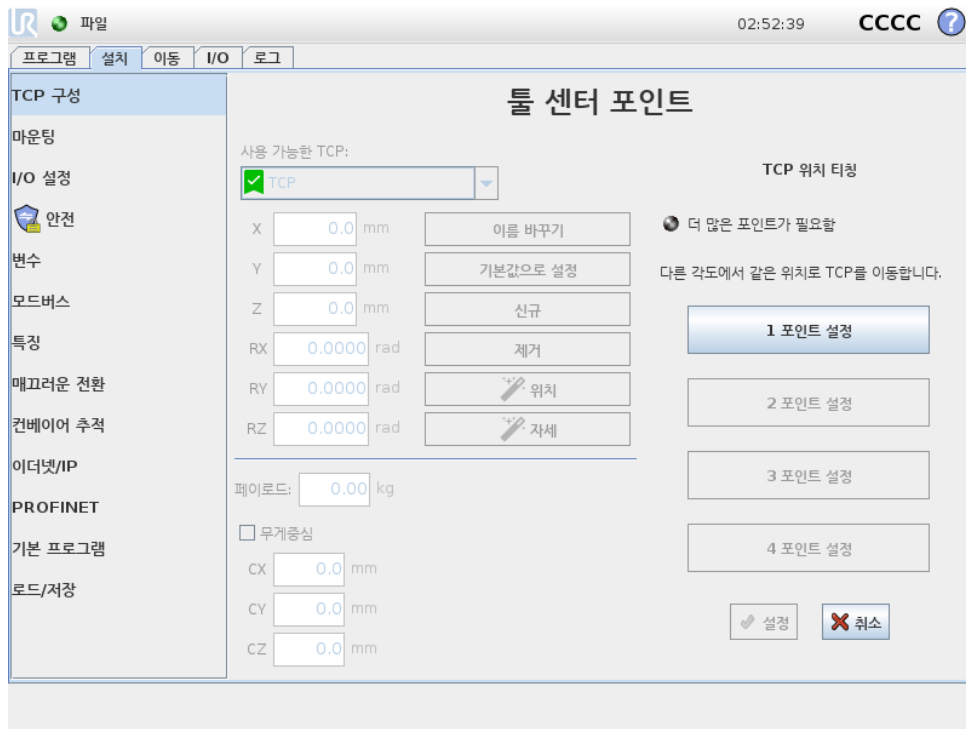 UR 파일 02:52:39 CCCC ?
프로그램 설치 이동 I/O 로그
TCP 구성
마운팅
I/O 설정
안전
변수
모드버스
특징
매끄러운 전환
컨베이어 추적
이더넷/IP
PROFINET
기본 프로그램
로드/저장
툴 센터 포인트
사용 가능한 TCP:
TCP
X 0.0 mm 이름 바꾸기
Y 0.0 mm 기본값으로 설정
Z 0.0 mm 신규
RX 0.0000 rad 제거
RY 0.0000 rad 위치
RZ 0.0000 rad 자세
페이로드: 0.00 kg
무게중심
CX 0.0 mm
CY 0.0 mm
CZ 0.0 mm
TCP 위치 티칭
더 많은 포인트가 필요함
다른 각도에서 같은 위치로 TCP를 이동합니다.
1 포인트 설정
2 포인트 설정
3 포인트 설정
4 포인트 설정
설정 취소